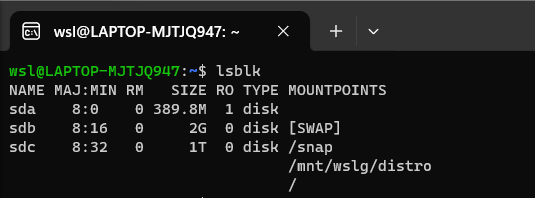 wsl@LAPTOP-MJTJQ947: ~
wsl@LAPTOP-MJTJQ947:~$ lsblk
NAME MAJ:MIN RM   SIZE RO TYPE MOUNTPOINTS
sda    8:0    0 389.8M  1 disk
sdb    8:16   0     2G  0 disk [SWAP]
sdc    8:32   0     1T  0 disk /snap
                               /mnt/wslg/distro
                               /